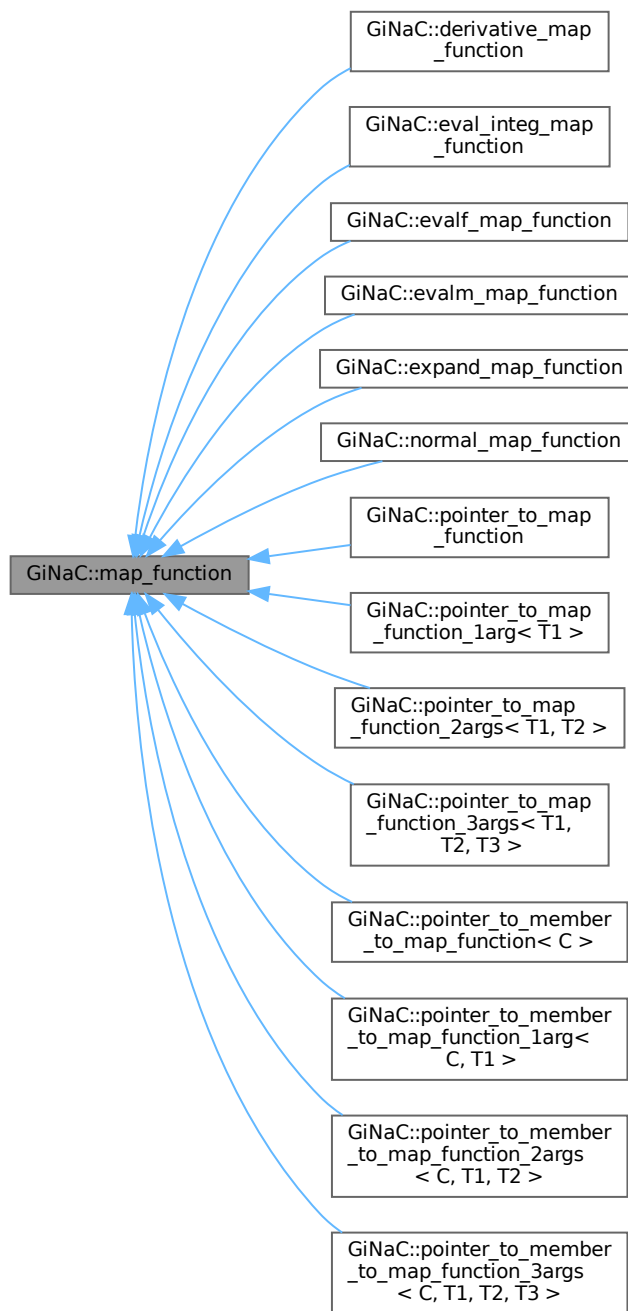 GiNaC::derivative_map
_function
GiNaC::eval_integ_map
_function
GiNaC::evalf_map_function
GiNaC::evalm_map_function
GiNaC::expand_map_function
GiNaC::normal_map_function
GiNaC::pointer_to_map
_function
GiNaC::map_function
GiNaC::pointer_to_map
_function_1arg< T1 >
GiNaC::pointer_to_map
_function_2args< T1, T2 >
GiNaC::pointer_to_map
_function_3args< T1,
T2, T3 >
GiNaC::pointer_to_member
_to_map_function< C >
GiNaC::pointer_to_member
_to_map_function_1arg<
C, T1 >
GiNaC::pointer_to_member
_to_map_function_2args
< C, T1, T2 >
GiNaC::pointer_to_member
_to_map_function_3args
< C, T1, T2, T3 >